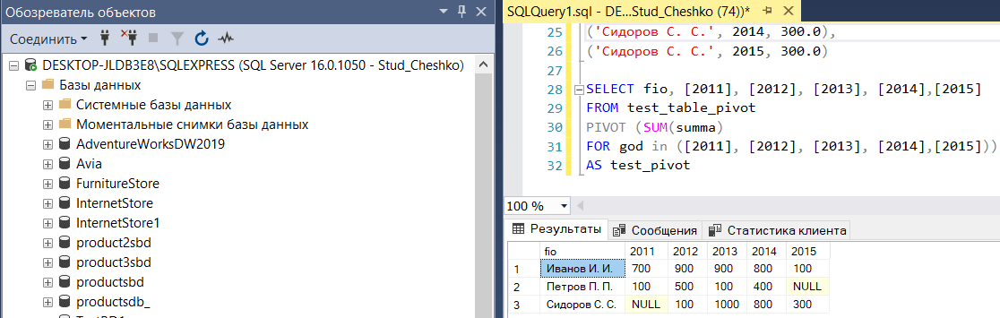 Обозреватель объектов
Соединить
DESKTOP-JLDB3E8\SQLEXPRESS (SQL Server 16.0.1050 - Stud_Cheshko)
Базы данных
Системные базы данных
Моментальные снимки базы данных
AdventureWorksDW2019
Avia
FurnitureStore
InternetStore
InternetStore1
product2sbd
product3sbd
productsbd
productsdb_
SQLQuery1.sql - DE...Stud_Cheshko (74))*
25 ('Сидоров С. С.', 2014, 300.0),
26 ('Сидоров С. С.', 2015, 300.0)
27
28 SELECT fio, [2011], [2012], [2013], [2014],[2015]
29 FROM test_table_pivot
30 PIVOT (SUM(summa)
31 FOR god in ([2011], [2012], [2013], [2014],[2015]))
32 AS test_pivot
100 %
Результаты Сообщения Статистика клиента
fio 2011 2012 2013 2014 2015
1 Иванов И. И. 700 900 900 800 100
2 Петров П. П. 100 500 100 400 NULL
3 Сидоров С. С. NULL 100 1000 800 300